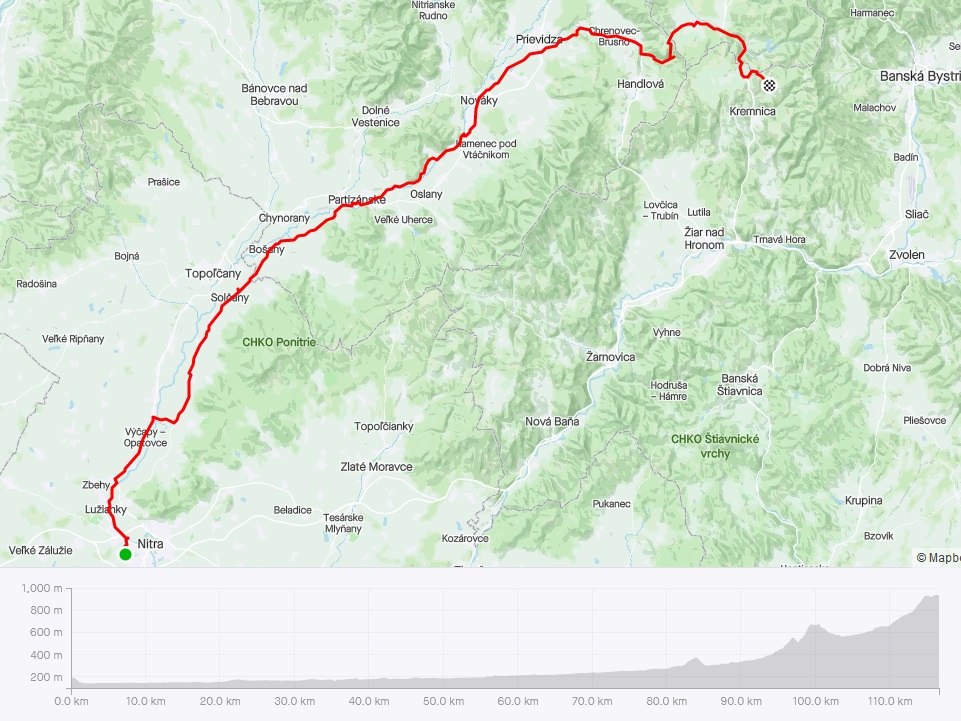 Nitrianske
Rudno
Harmanec
Prievidza
Chrenovec-
Brusno
Banská Bystri
Handlová
Bánovce nad
Bebravou
Nováky
Dolné
Vestenice
Kremnica
Malachov
Kamenec pod
Vtáčnikom
Badín
Prašice
Partizánske
Oslany
Chynorany
Veľké Uherce
Lovčica
– Trubín
Lutila
Sliač
Žiar nad
Hronom
Trnavá Hora
Bojná
Bošany
Zvolen
Topoľčany
Radošina
Solčany
Veľké Ripňany
CHKO Ponitrie
Vyhne
Žarnovica
Dobrá Niva
Hodruša
– Hámre
Banská
Štiavnica
Topoľčianky
Nová Baňa
Pliešovce
Výčapy –
Opatovce
CHKO Štiavnické
vrchy
Zlaté Moravce
Zbehy
Lužianky
Beladice
Tesárske
Mlyňany
Pukanec
Krupina
Kozárovce
Bzovík
Nitra
Veľké Zálužie
© Mapb
1,000 m
800 m
600 m
400 m
200 m
0.0 km 10.0 km 20.0 km 30.0 km 40.0 km 50.0 km 60.0 km 70.0 km 80.0 km 90.0 km 100.0 km 110.0 km